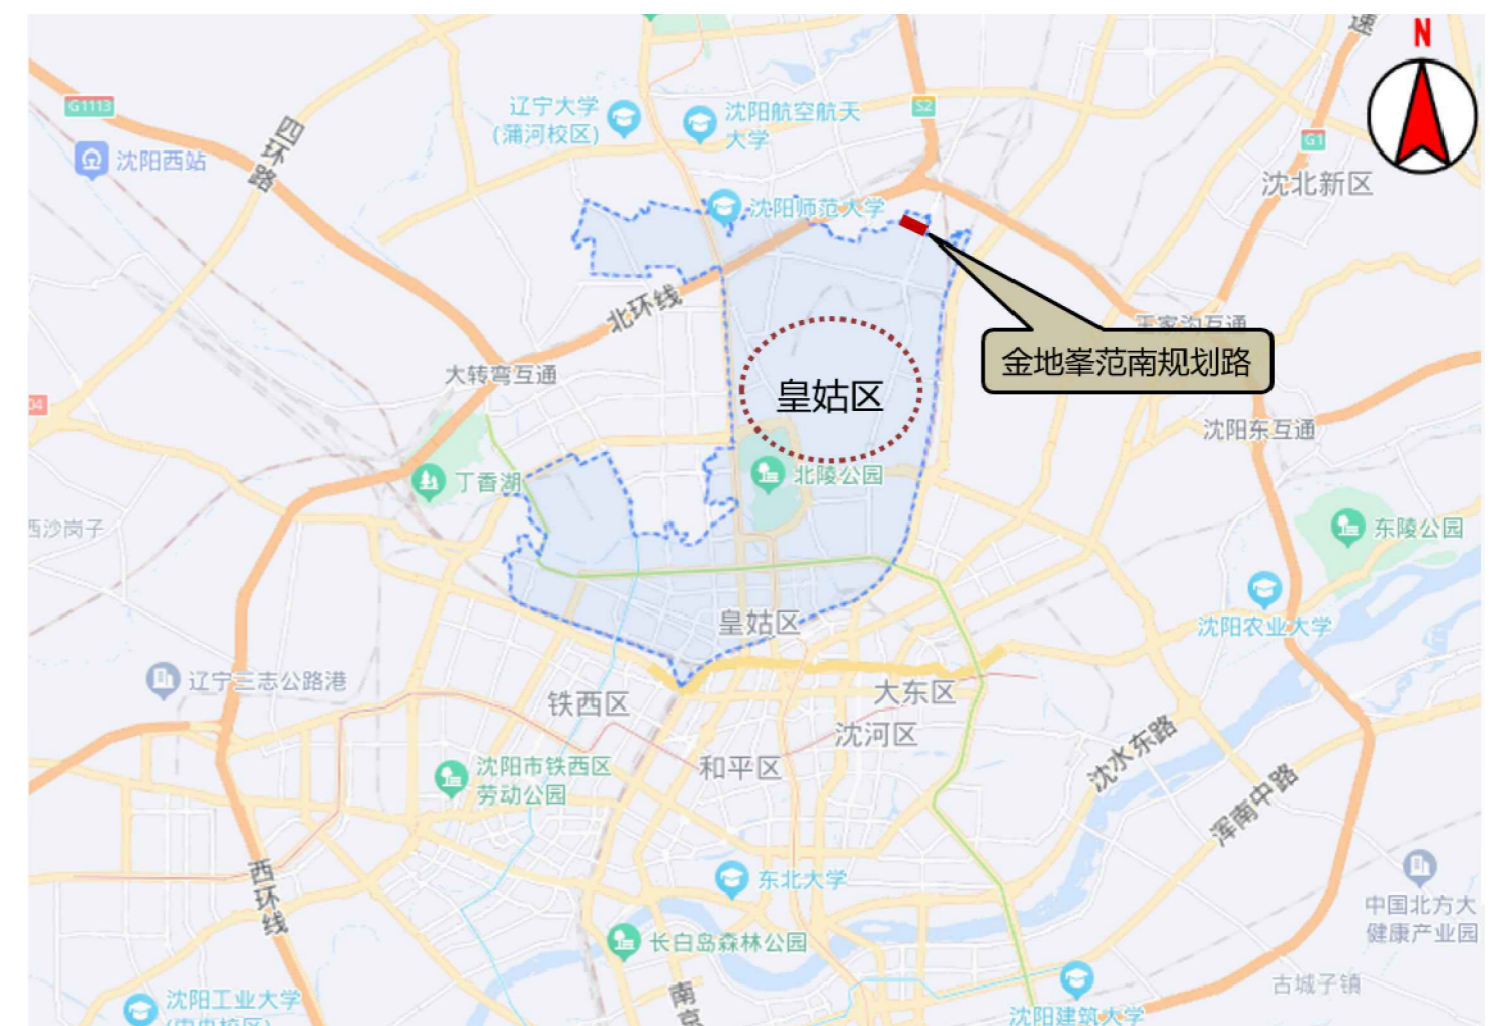 速
N
G1113
四环路
沈阳西站
辽宁大学
(蒲河校区)
沈阳航空航天
大学
S2
G1
沈北新区
沈阳师范大学
北环线
王家沟互通
金地峯范南规划路
大转弯互通
皇姑区
04
沈阳东互通
丁香湖
北陵公园
西沙岗子
东陵公园
沈阳农业大学
皇姑区
辽宁三志公路港
铁西区
大东区
沈河区
沈水东路
和平区
沈阳市铁西区
劳动公园
浑南中路
西环线
东北大学
中国北方大
健康产业园
长白岛森林公园
古城子镇
南京
沈阳工业大学
(中央校区)
沈阳建筑大学